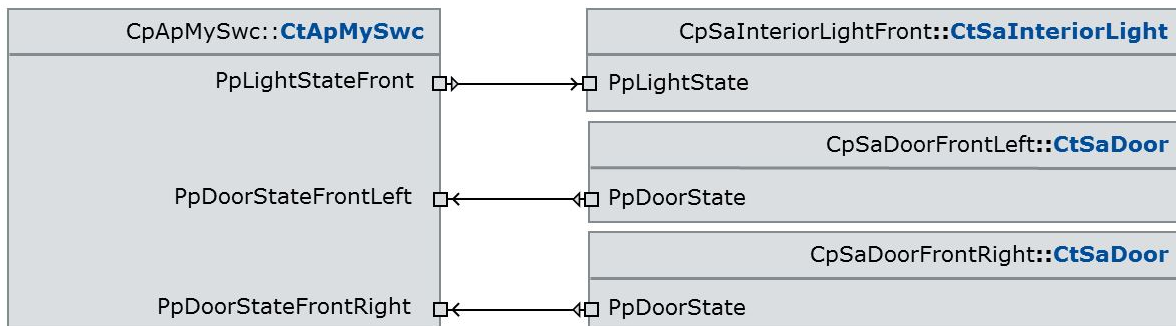 CpApMySwc::CtApMySwc
PpLightStateFront
PpDoorStateFrontLeft
PpDoorStateFrontRight
CpSaInteriorLightFront::CtSaInteriorLight
PpLightState
CpSaDoorFrontLeft::CtSaDoor
PpDoorState
CpSaDoorFrontRight::CtSaDoor
PpDoorState